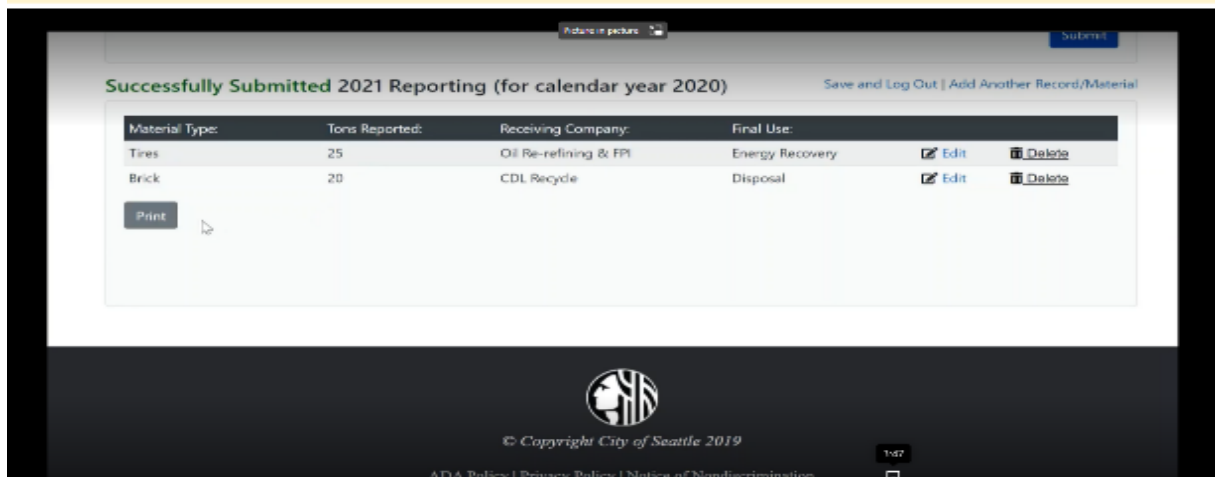 Picture in picture
Submit
Successfully Submitted 2021 Reporting (for calendar year 2020) Save and Log Out | Add Another Record/Material
Material Type: Tons Reported: Receiving Company: Final Use:
Tires 25 Oil Re-refining & FPI Energy Recovery Edit Delete
Brick 20 CDL Recycle Disposal Edit Delete
Print
© Copyright City of Seattle 2019
1:47
ADA Policy | Privacy Policy | Notice of Nondiscrimination